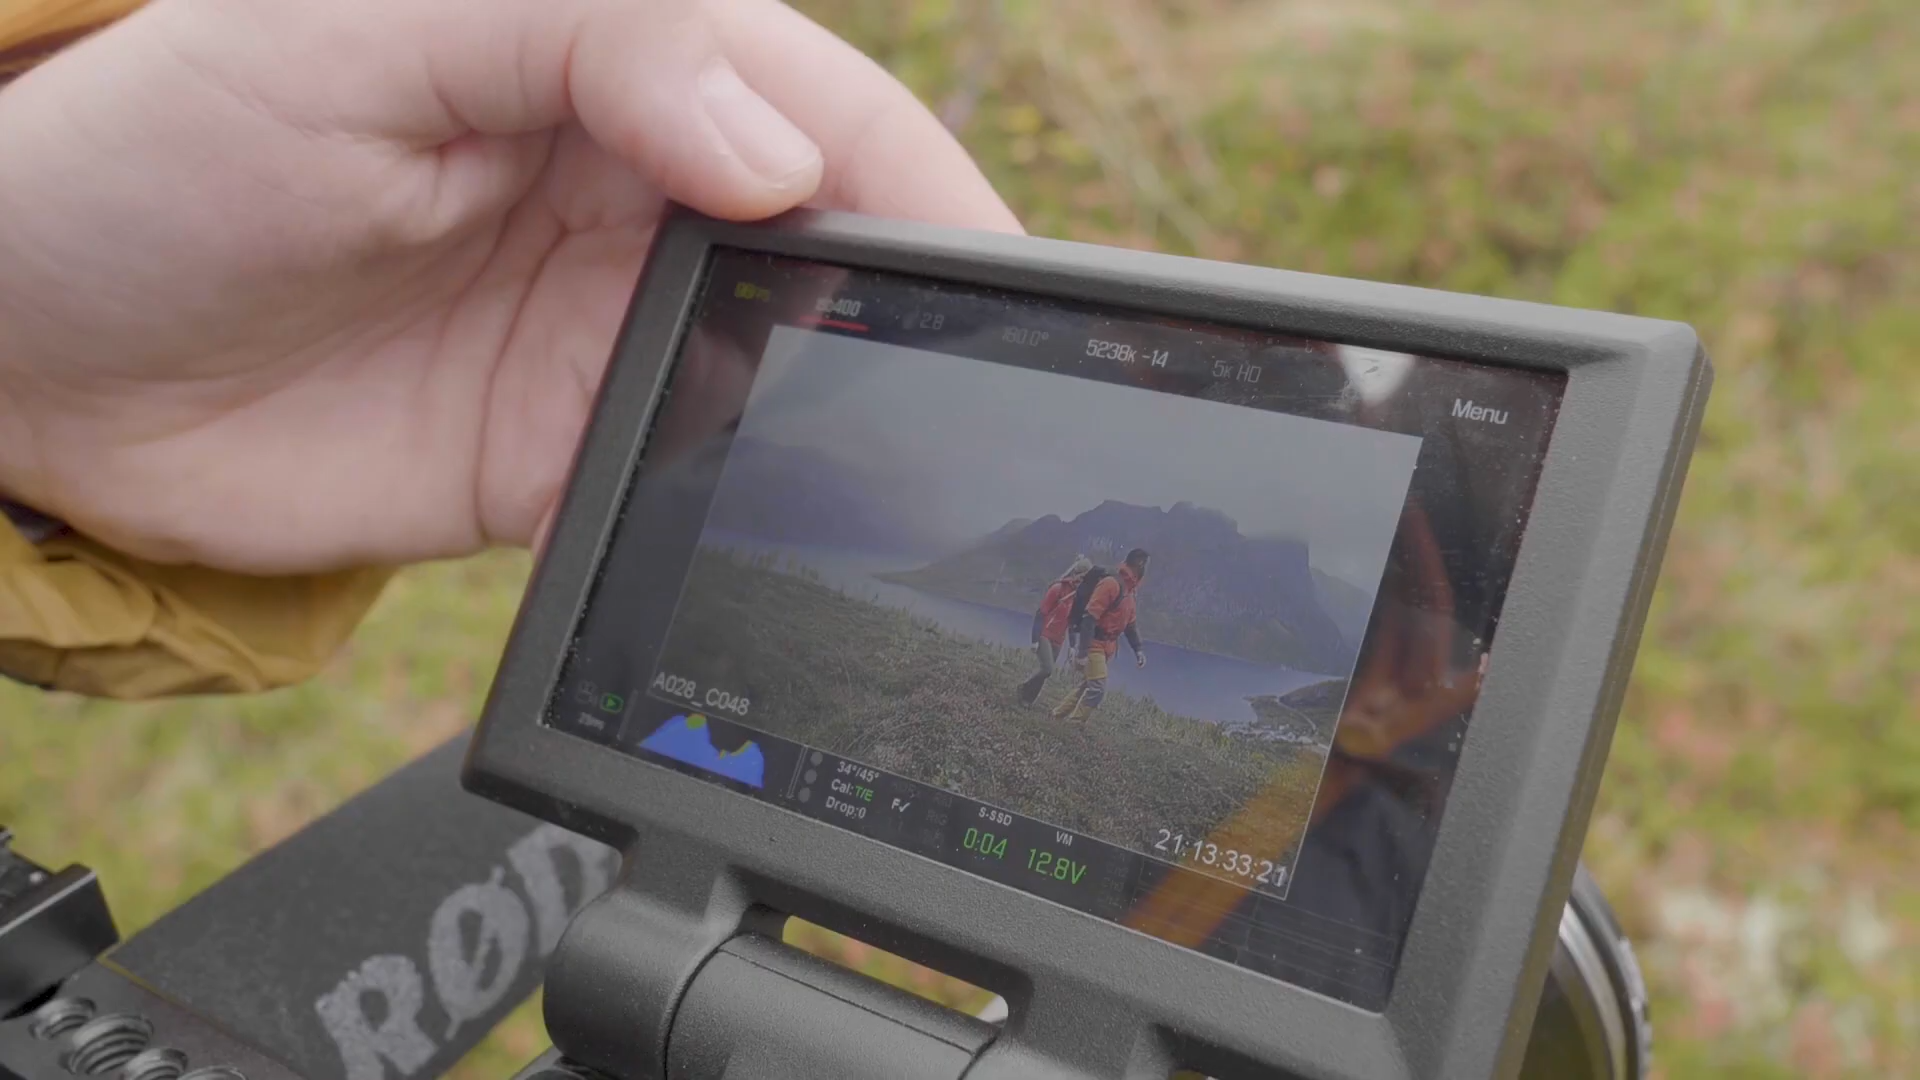 ISO400
2.8
180.0°
5238K -14
5K HD
Menu
A028_C048
34°/45°
Cal:T/E
Drop:0
F✓
S-SSD
0:04
VM
12.8V
21:13:33:21
RØD